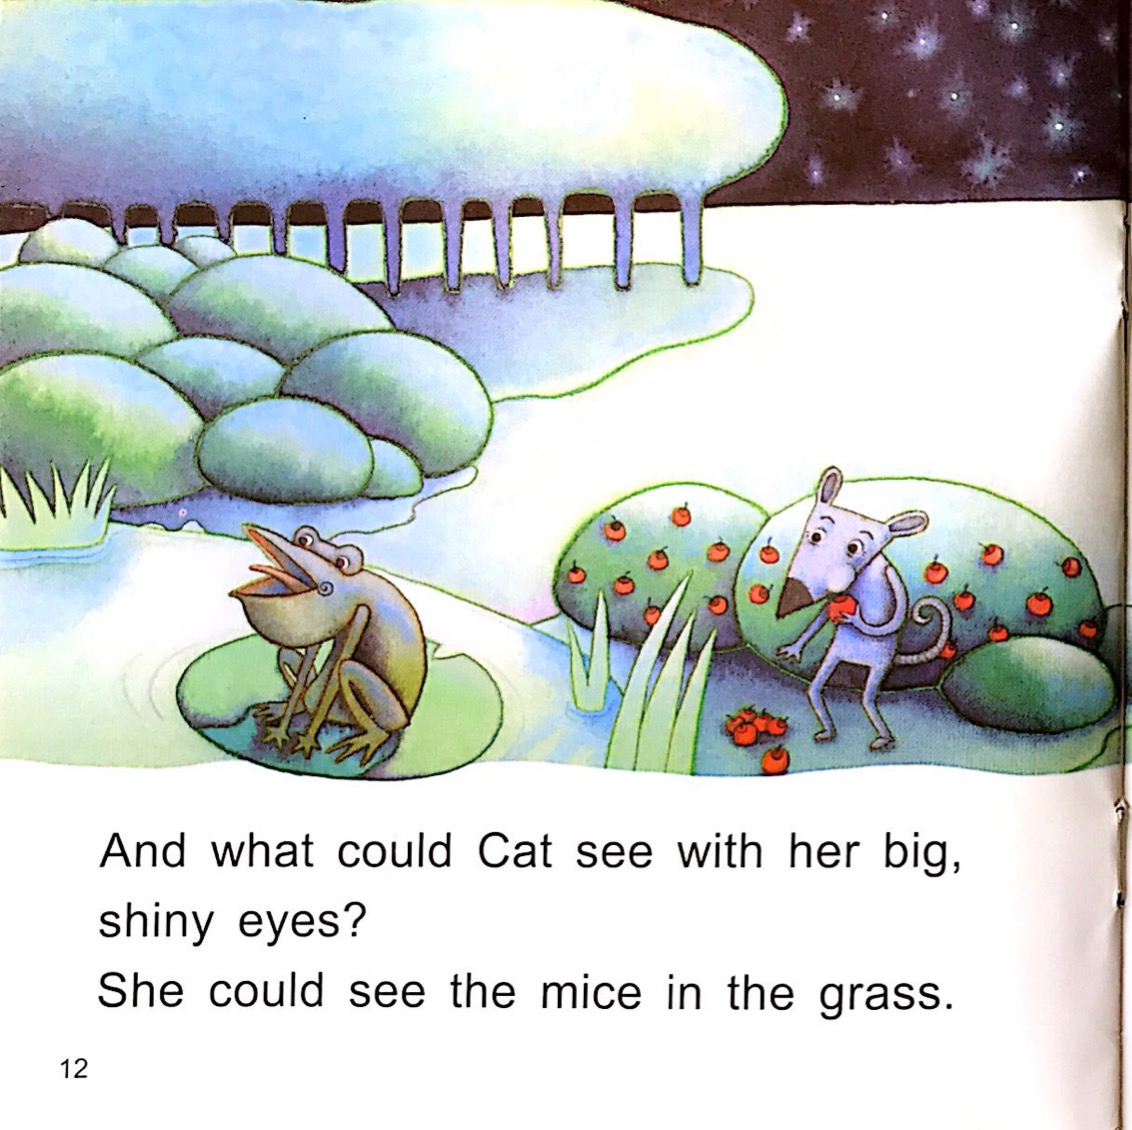 And what could Cat see with her big,
shiny eyes?
She could see the mice in the grass.
12